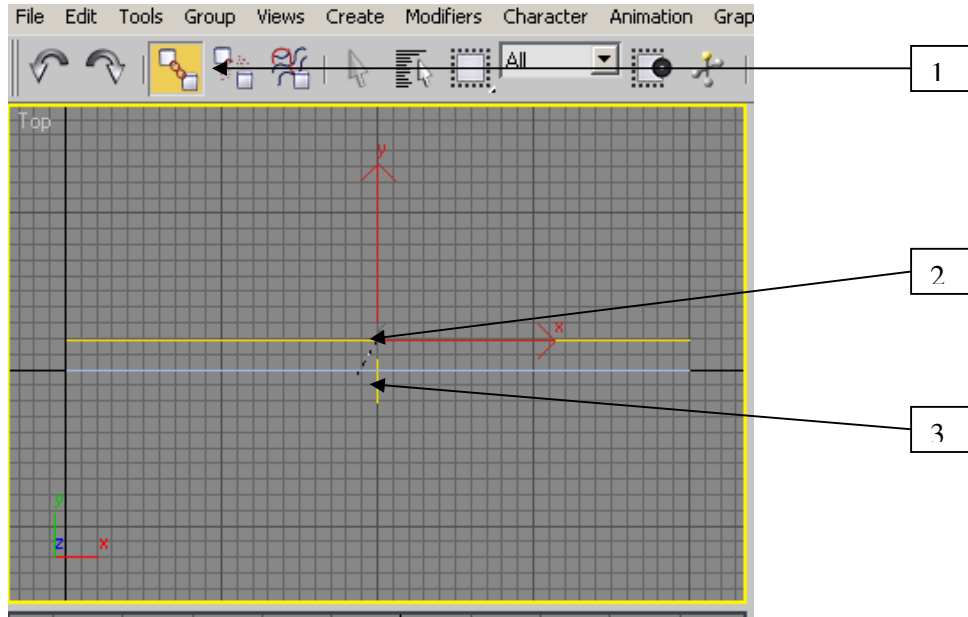 File Edit Tools Group Views Create Modifiers Character Animation Grap
All
1
Top
y
2
x
3
y
z x